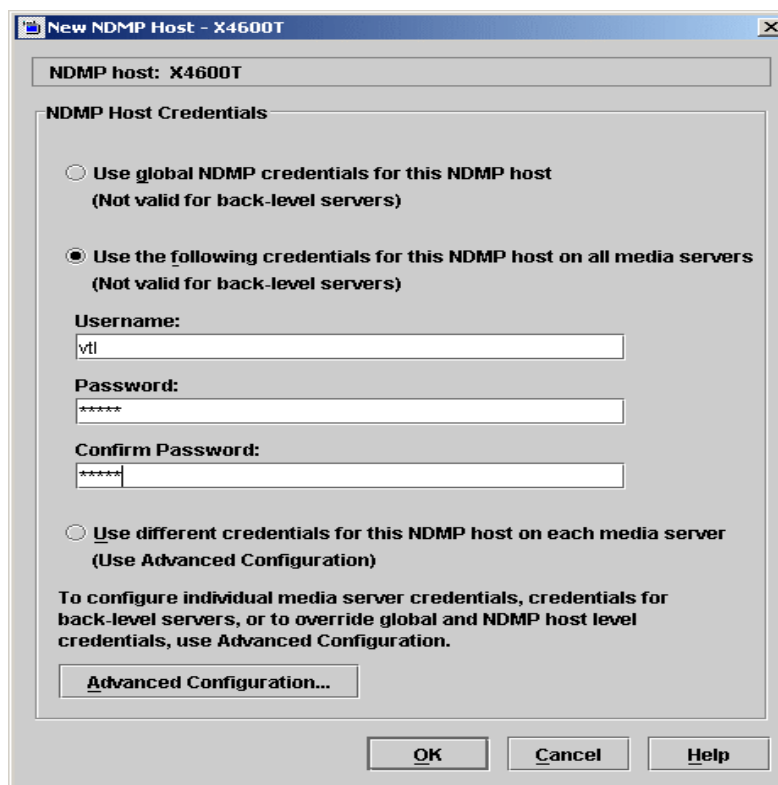 New NDMP Host - X4600T
NDMP host: X4600T
NDMP Host Credentials
Use global NDMP credentials for this NDMP host
(Not valid for back-level servers)
Use the following credentials for this NDMP host on all media servers
(Not valid for back-level servers)
Username:
vtl
Password:
*****
Confirm Password:
*****
Use different credentials for this NDMP host on each media server
(Use Advanced Configuration)
To configure individual media server credentials, credentials for
back-level servers, or to override global and NDMP host level
credentials, use Advanced Configuration.
Advanced Configuration...
OK
Cancel
Help